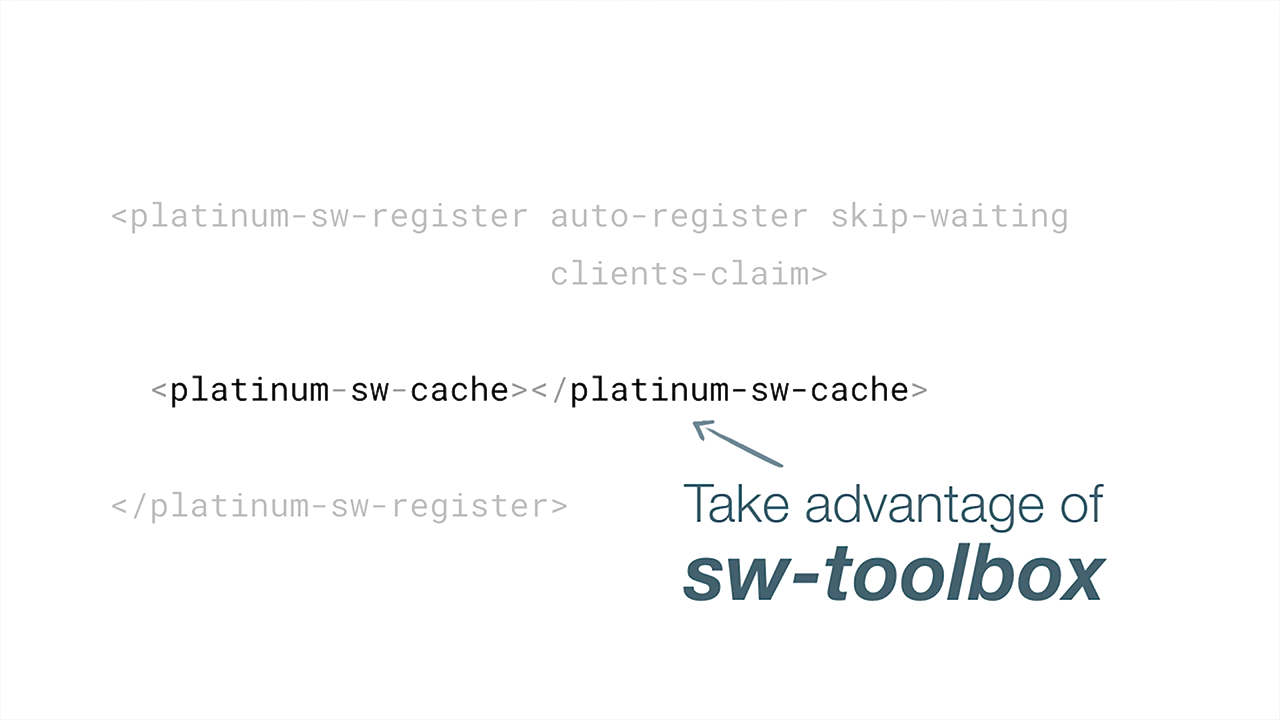 <platinum-sw-register auto-register skip-waiting
clients-claim>
<platinum-sw-cache></platinum-sw-cache>
</platinum-sw-register>
Take advantage of
sw-toolbox